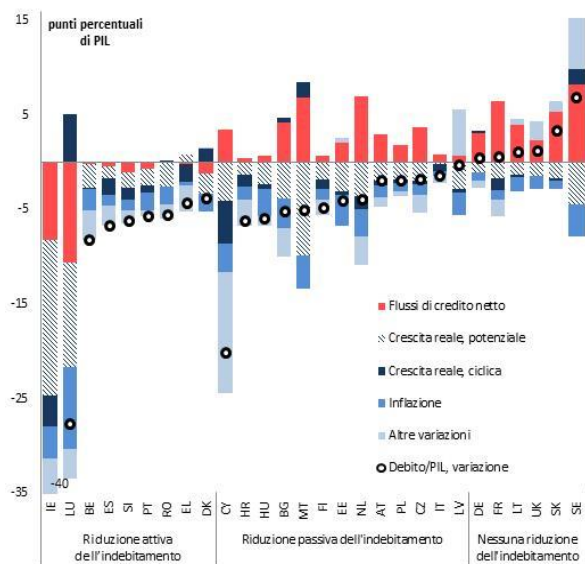 15
punti percentuali
di PIL
5
-5
-15
-25
-35
-40
Flussi di credito netto
Crescita reale, potenziale
Crescita reale, ciclica
Inflazione
Altre variazioni
Debito/PIL, variazione
IE LU BE ES SI PT RO EL DK CY HR HU BG MT FI EE NL AT PL CZ IT LV DE FR LT UK SK SE
Riduzione attiva
dell'indebitamento
Riduzione passiva dell'indebitamento
Nessuna riduzione
dell'indebitamento